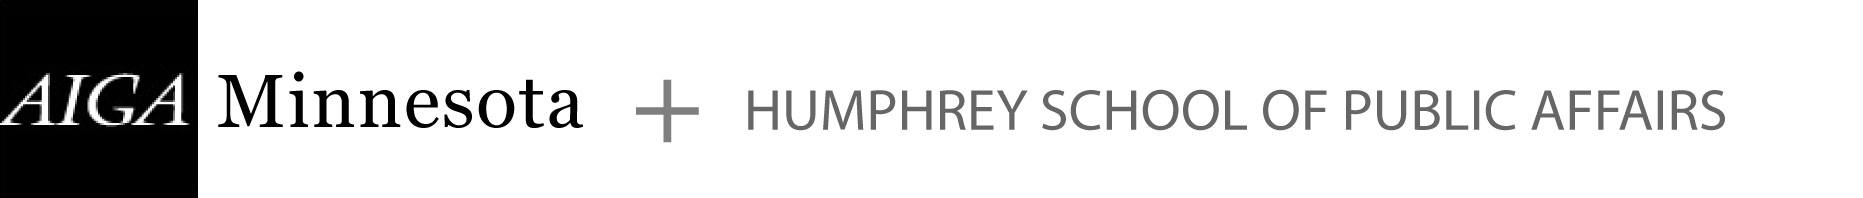 AIGA Minnesota + HUMPHREY SCHOOL OF PUBLIC AFFAIRS